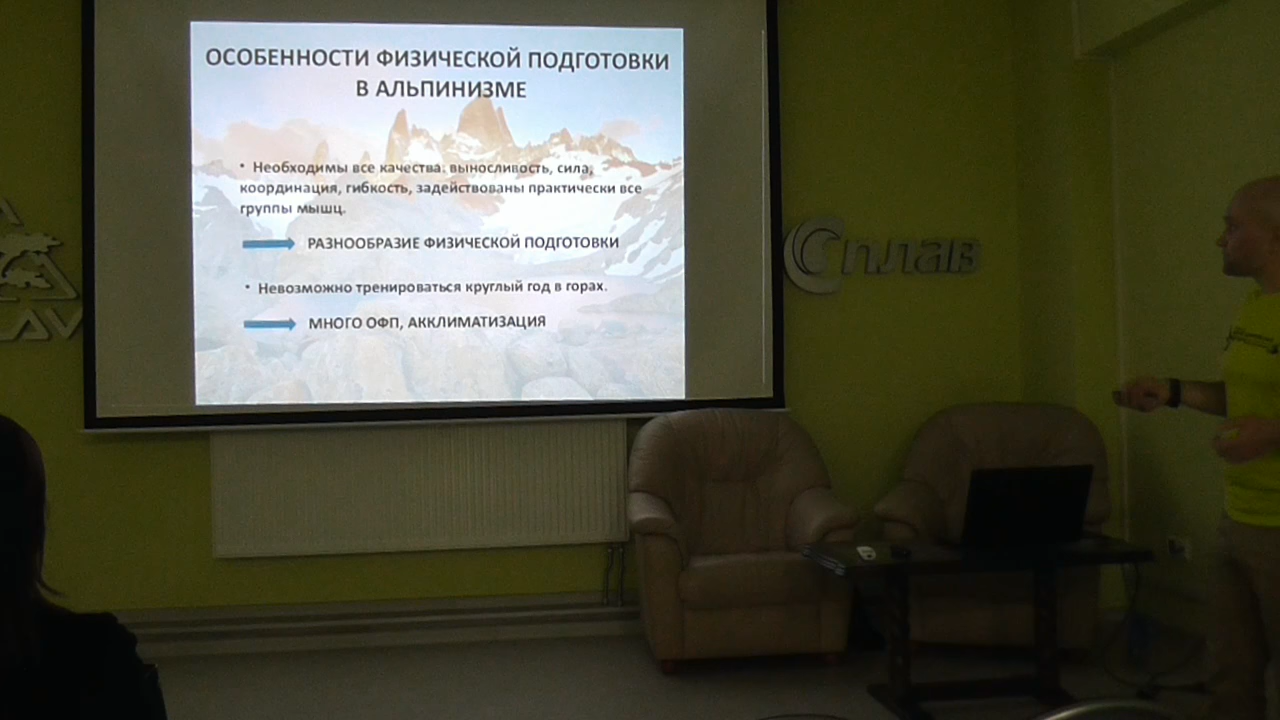 ОСОБЕННОСТИ ФИЗИЧЕСКОЙ ПОДГОТОВКИ
В АЛЬПИНИЗМЕ
• Необходимы все качества: выносливость, сила,
координация, гибкость, задействованы практически все
группы мышц.
РАЗНООБРАЗИЕ ФИЗИЧЕСКОЙ ПОДГОТОВКИ
• Невозможно тренироваться круглый год в горах.
МНОГО ОФП, АККЛИМАТИЗАЦИЯ
Сплав